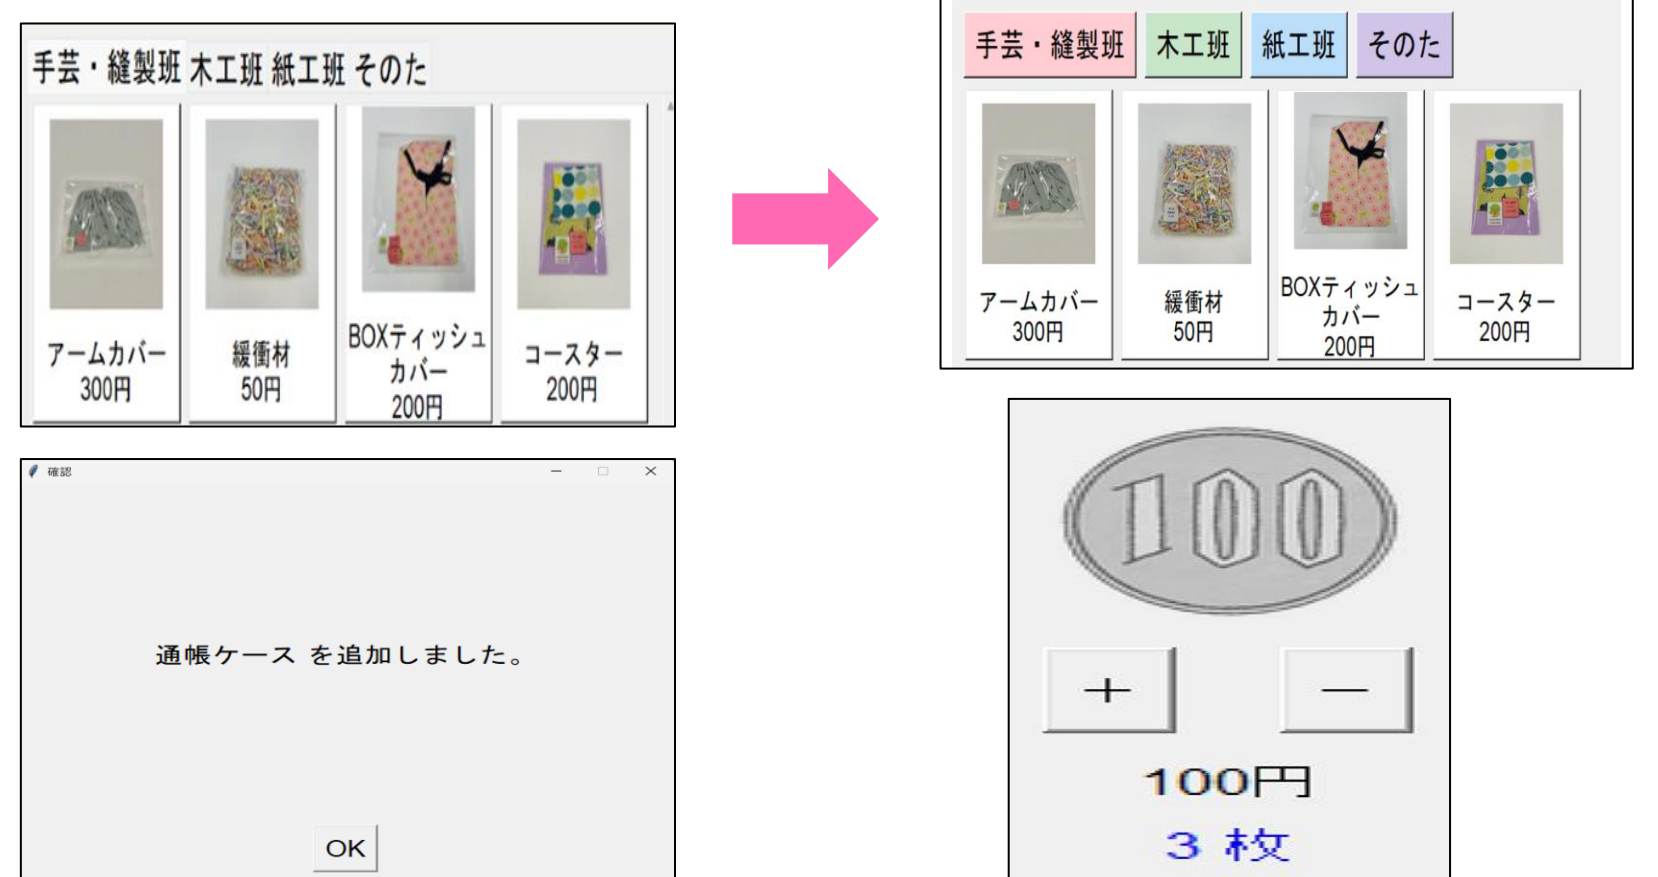 手芸・縫製班 木工班 紙工班 そのた
アームカバー
300円
緩衝材
50円
BOXティッシュ
カバー
200円
コースター
200円
手芸・縫製班 木工班 紙工班 そのた
アームカバー
300円
緩衝材
50円
BOXティッシュ
カバー
200円
コースター
200円
確認
通帳ケース を追加しました。
OK
100
+ −
100円
3 枚